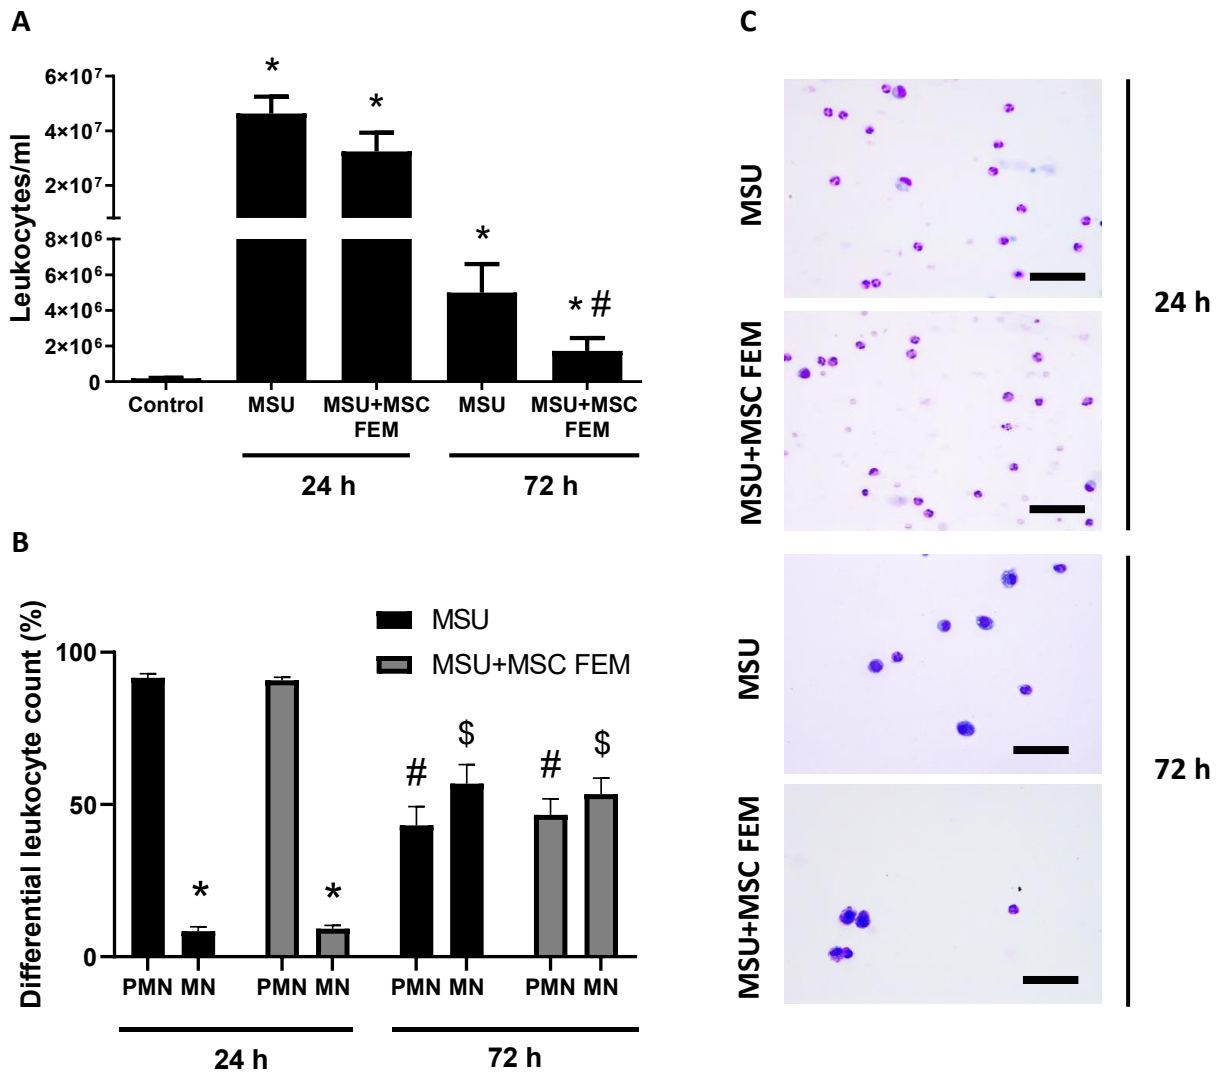 A
Leukocytes/ml
6×10⁷
4×10⁷
2×10⁷
8×10⁶
6×10⁶
4×10⁶
2×10⁶
0
*
*
*
* #
Control
MSU
MSU+MSC
FEM
MSU
MSU+MSC
FEM
24 h
72 h
B
Differential leukocyte count (%)
100
50
0
MSU
MSU+MSC FEM
*
*
#
$
#
$
PMN MN
PMN MN
PMN MN
PMN MN
24 h
72 h
C
MSU
MSU+MSC FEM
24 h
MSU
MSU+MSC FEM
72 h